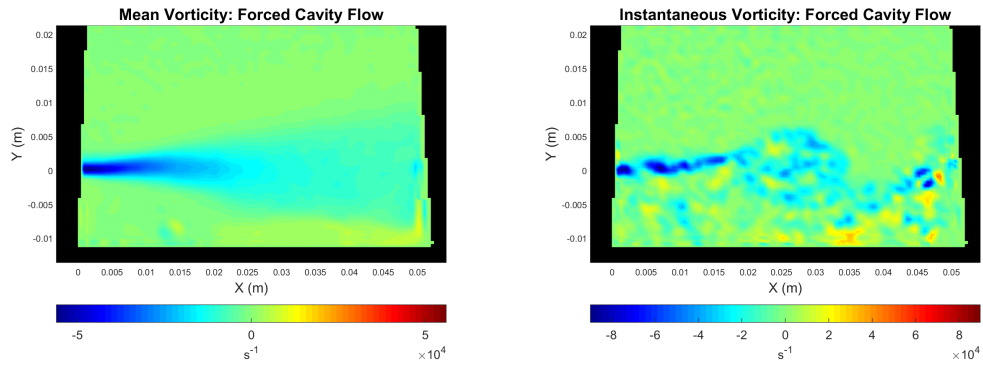 Mean Vorticity: Forced Cavity Flow
0.02
0.015
0.01
0.005
0
-0.005
-0.01
Y (m)
0 0.005 0.01 0.015 0.02 0.025 0.03 0.035 0.04 0.045 0.05
X (m)
-5 0 5
s⁻¹
×10⁴
Instantaneous Vorticity: Forced Cavity Flow
0.02
0.015
0.01
0.005
0
-0.005
-0.01
Y (m)
0 0.005 0.01 0.015 0.02 0.025 0.03 0.035 0.04 0.045 0.05
X (m)
-8 -6 -4 -2 0 2 4 6 8
s⁻¹
×10⁴